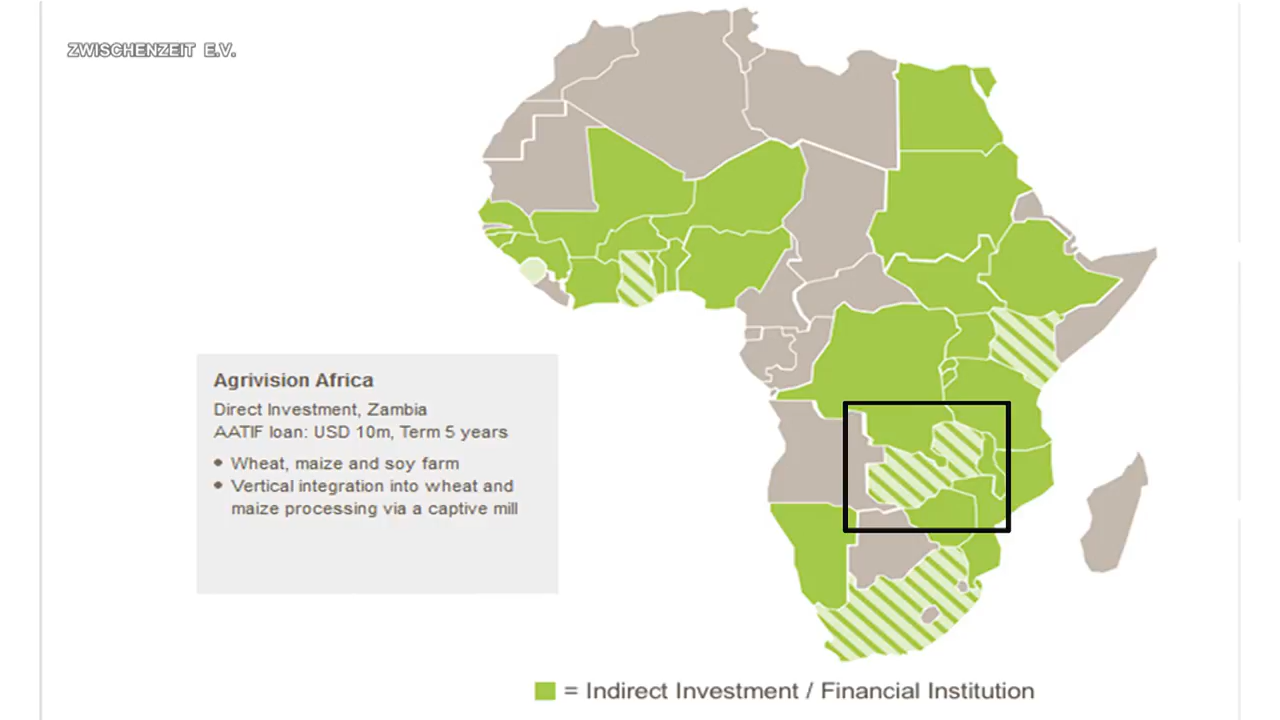 ZWISCHENZEIT E.V.
Agrivision Africa
Direct Investment, Zambia
AATIF loan: USD 10m, Term 5 years
• Wheat, maize and soy farm
• Vertical integration into wheat and
maize processing via a captive mill
= Indirect Investment / Financial Institution